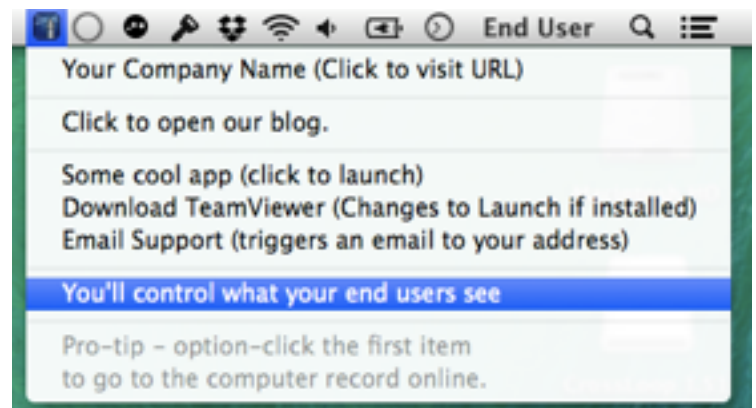 End User
Your Company Name (Click to visit URL)
Click to open our blog.
Some cool app (click to launch)
Download TeamViewer (Changes to Launch if installed)
Email Support (triggers an email to your address)
You'll control what your end users see
Pro-tip – option-click the first item
to go to the computer record online.